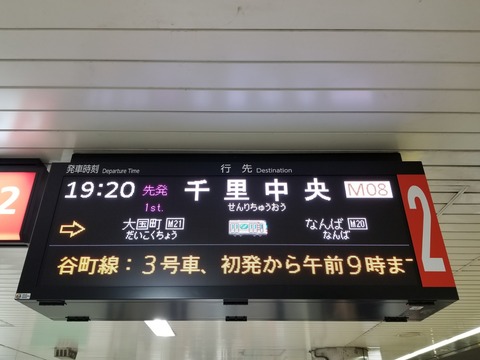 発車時刻 Departure Time 行先 Destination
19:20 先発 1st. 千里中央 せんりちゅうおう M08
2
2
大国町 M21 なんば M20
だいこくちょう なんば
谷町線：3号車、初発から午前9時ま